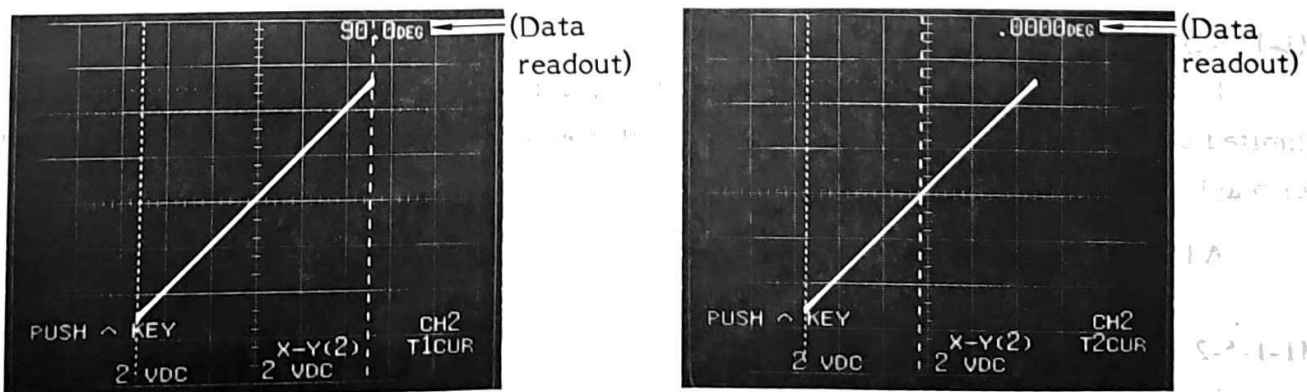 90.0DEG
(Data
readout)
PUSH ^ KEY
CH2
T1CUR
X-Y(2)
2 VDC
2 VDC
.0000DEG
(Data
readout)
PUSH ^ KEY
CH2
T2CUR
X-Y(2)
2 VDC
2 VDC